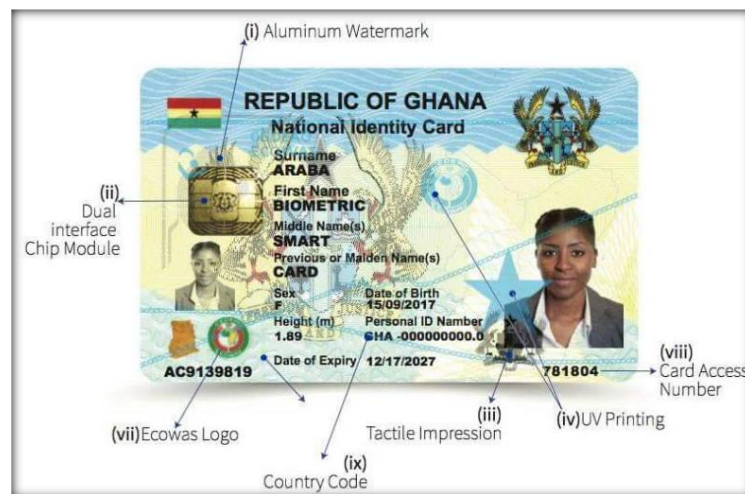 (i) Aluminum Watermark
REPUBLIC OF GHANA
National Identity Card
Surname
ARABA
First Name
BIOMETRIC
Middle Name(s)
SMART
Previous or Maiden Name(s)
CARD
Sex Date of Birth
F 15/09/2017
Height (m) Personal ID Namber
1.89 GHA -000000000.0
Date of Expiry 12/17/2027
AC9139819 781804
(ii)
Dual
interface
Chip Module
(viii)
Card Access
Number
(iii)
Tactile Impression
(iv)UV Printing
(vii)Ecowas Logo
(ix)
Country Code